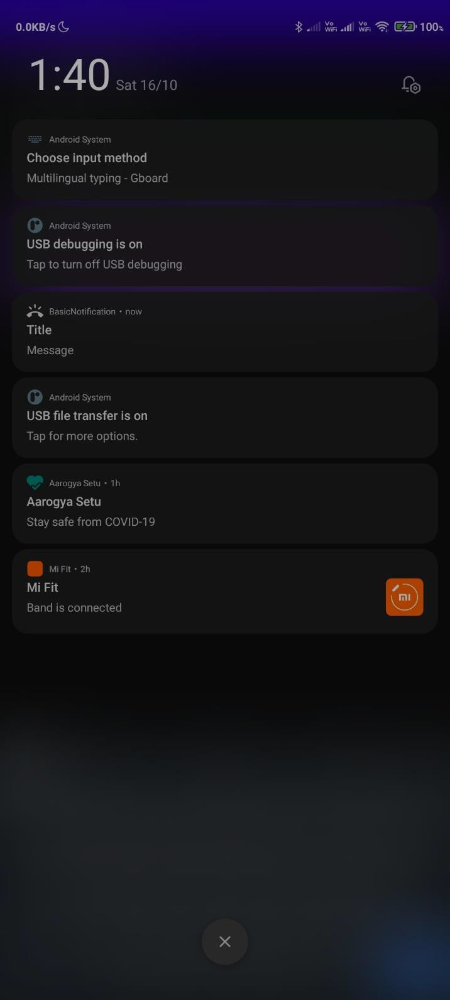 0.0KB/s Vo WiFi Vo WiFi 100%
1:40 Sat 16/10
Android System
Choose input method
Multilingual typing - Gboard
Android System
USB debugging is on
Tap to turn off USB debugging
BasicNotification • now
Title
Message
Android System
USB file transfer is on
Tap for more options.
Aarogya Setu • 1h
Aarogya Setu
Stay safe from COVID-19
Mi Fit • 2h
Mi Fit
Band is connected
mi